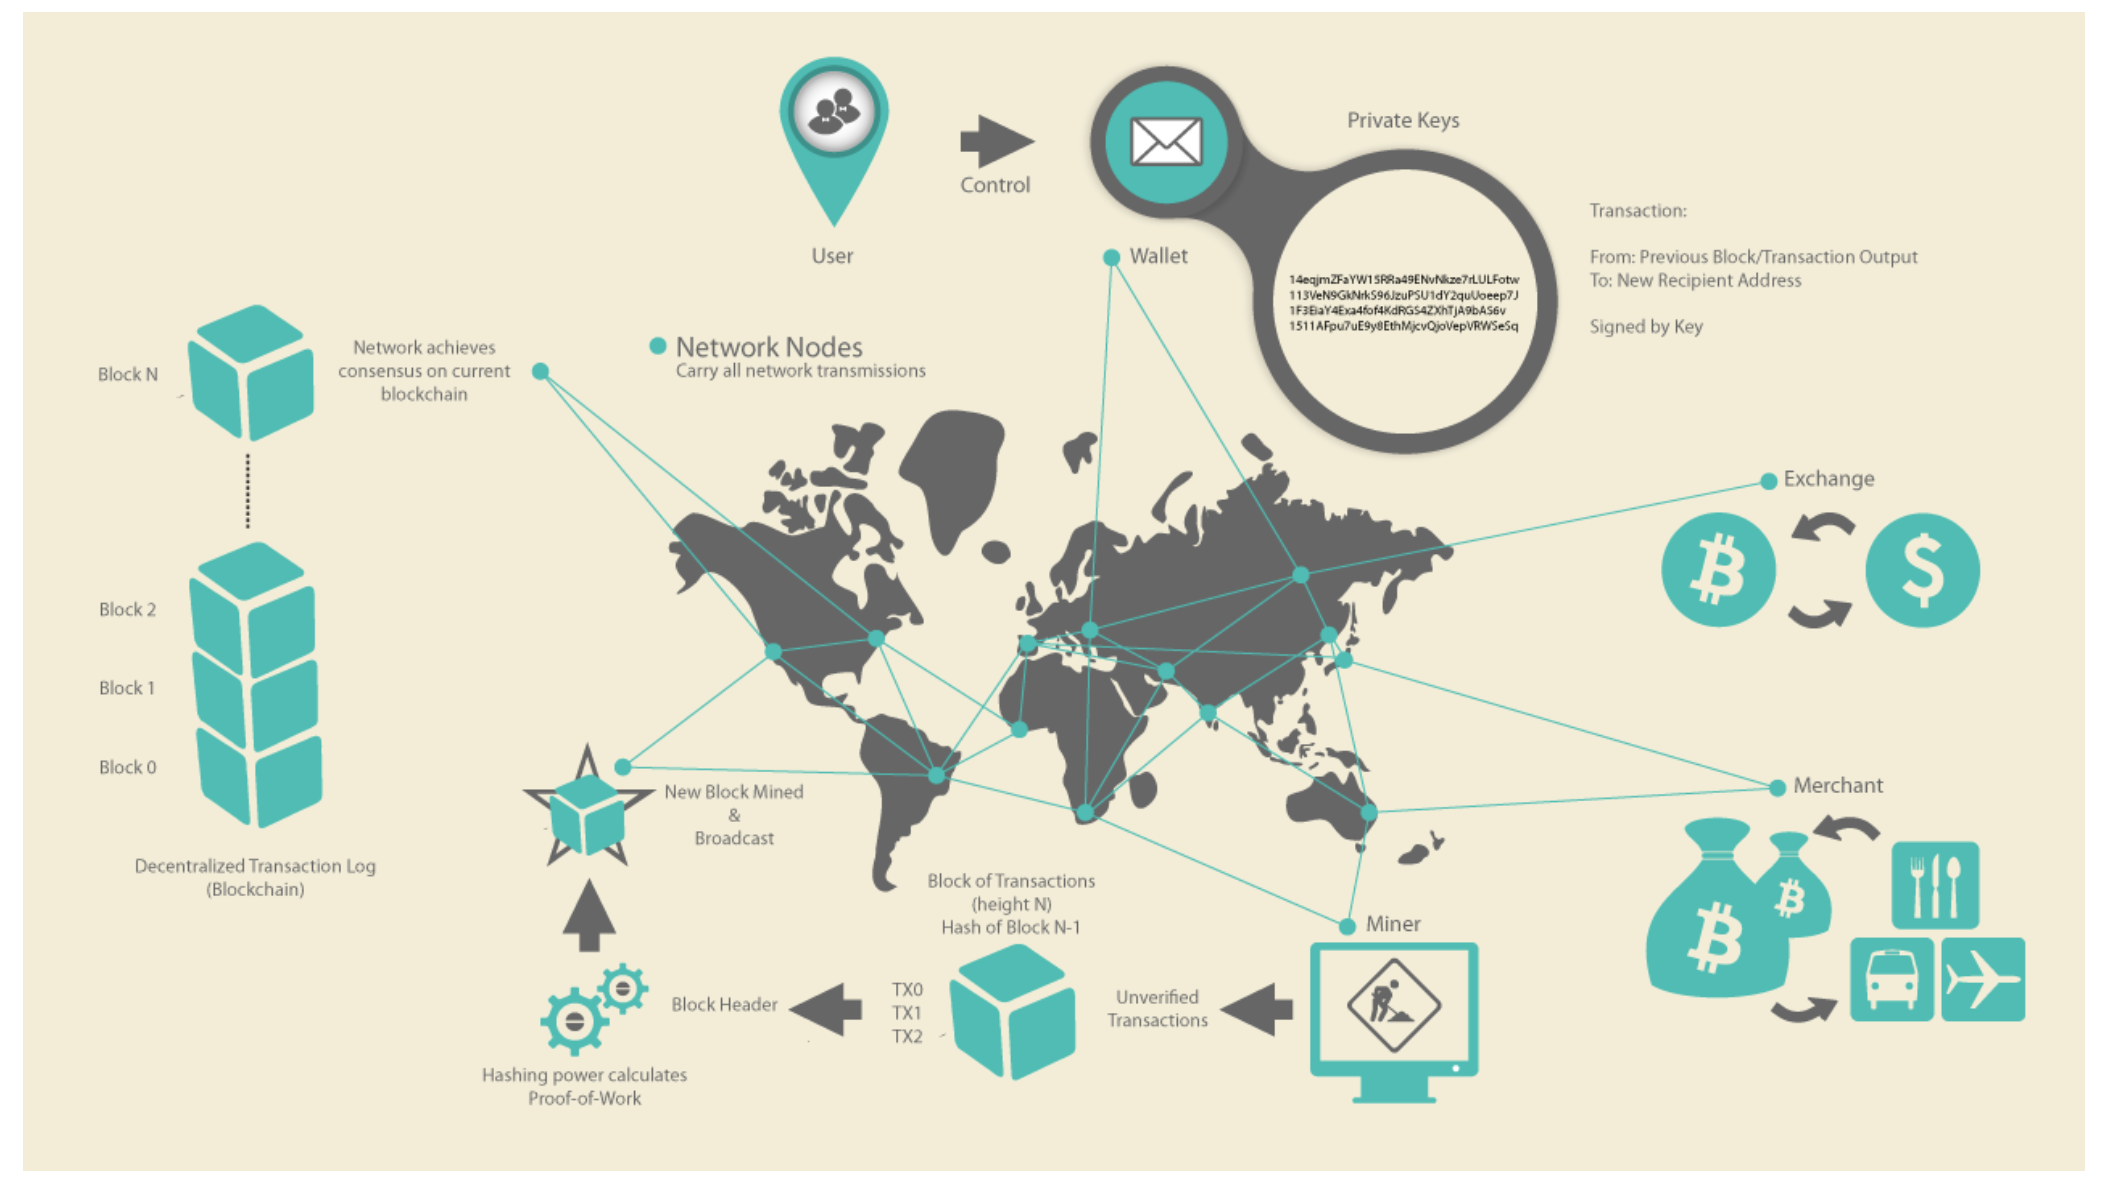 User
Control
Wallet
Private Keys
14eqjmZFaYW15RRa49ENvNkze7rLULFotw
113VeN9GkNrkS96JzuPSU1dY2quUoeep7J
1F3EiaY4Exa4fof4KdRGS4ZXhTjA9bAS6v
1511AFpu7uE9y8EthMjcvQjoVepVRWSeSq
Transaction:
From: Previous Block/Transaction Output
To: New Recipient Address
Signed by Key
Network Nodes
Carry all network transmissions
Network achieves
consensus on current
blockchain
Block N
Block 2
Block 1
Block 0
Decentralized Transaction Log
(Blockchain)
Exchange
Merchant
New Block Mined
&
Broadcast
Block of Transactions
(height N)
Hash of Block N-1
Miner
Unverified
Transactions
TX0
TX1
TX2
Block Header
Hashing power calculates
Proof-of-Work